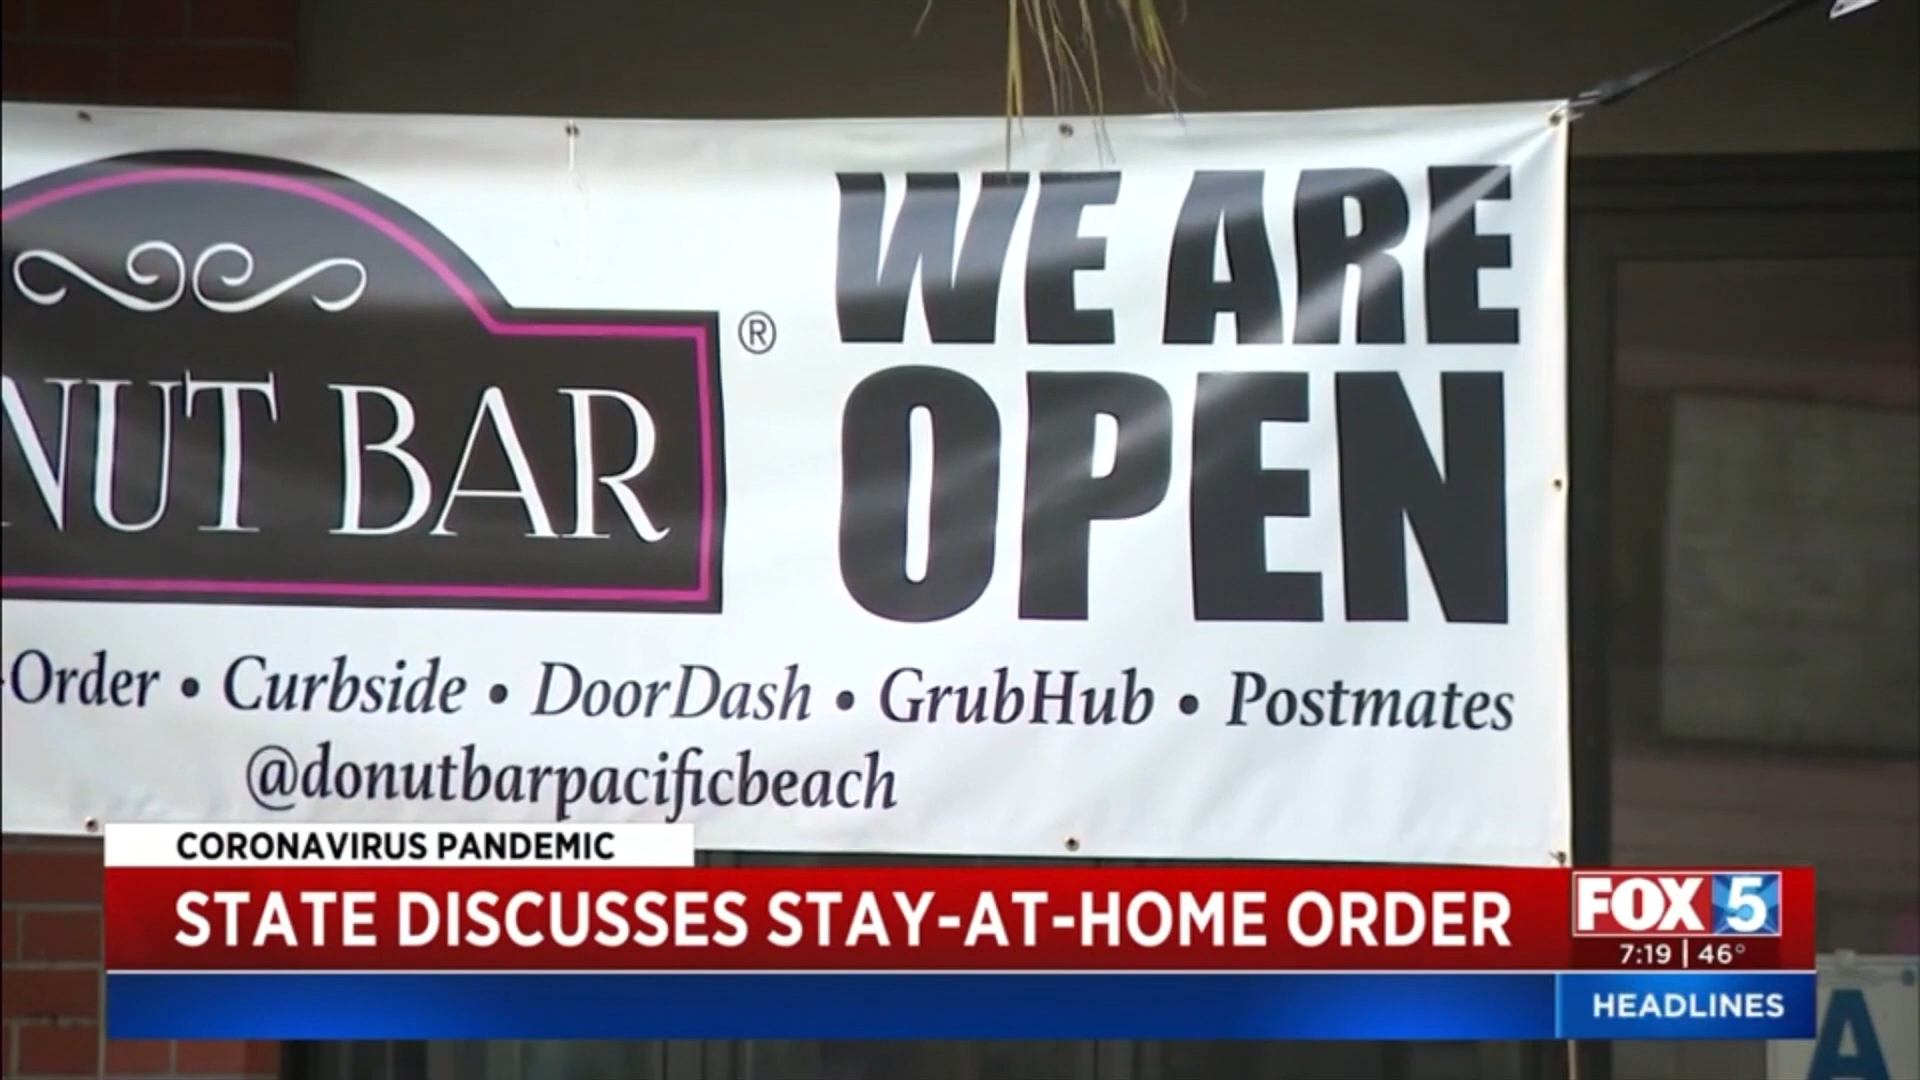 WE ARE
OPEN
NUT BAR
®
Order • Curbside • DoorDash • GrubHub • Postmates
@donutbarpacificbeach
CORONAVIRUS PANDEMIC
STATE DISCUSSES STAY-AT-HOME ORDER
FOX 5
7:19 | 46°
HEADLINES
A